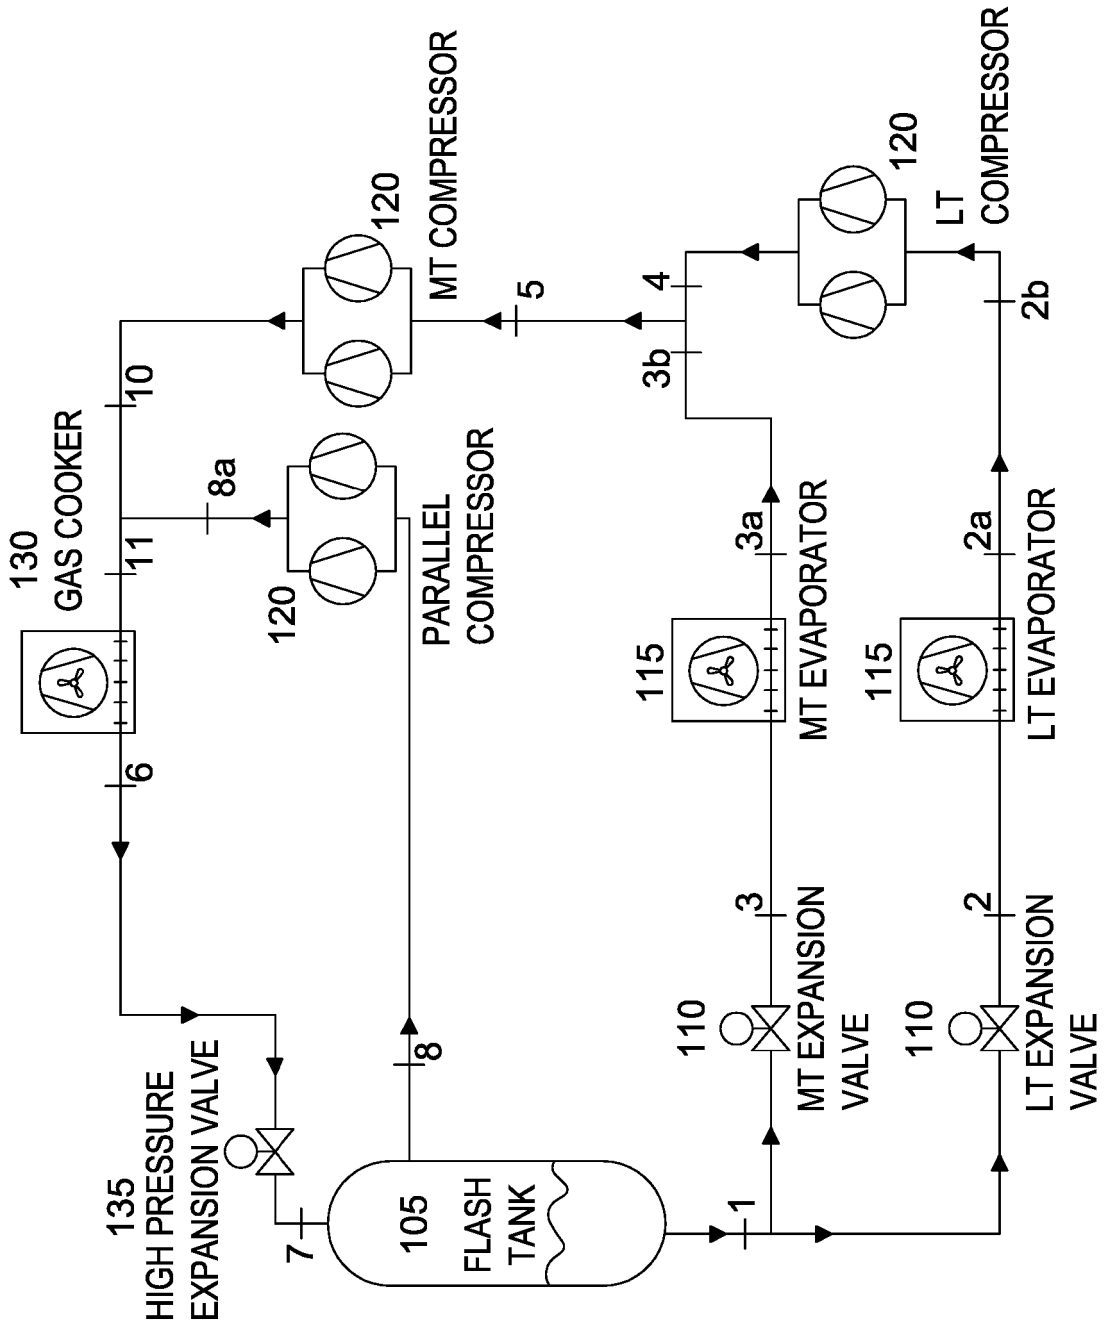 130
GAS COOKER
6
11
10
135
HIGH PRESSURE
EXPANSION VALVE
7
8a
120
120
MT COMPRESSOR
8
PARALLEL
COMPRESSOR
105
FLASH
TANK
5
110
115
3b
4
1
3
3a
MT EXPANSION
VALVE
MT EVAPORATOR
120
LT
COMPRESSOR
110
115
2
2a
2b
LT EXPANSION
VALVE
LT EVAPORATOR